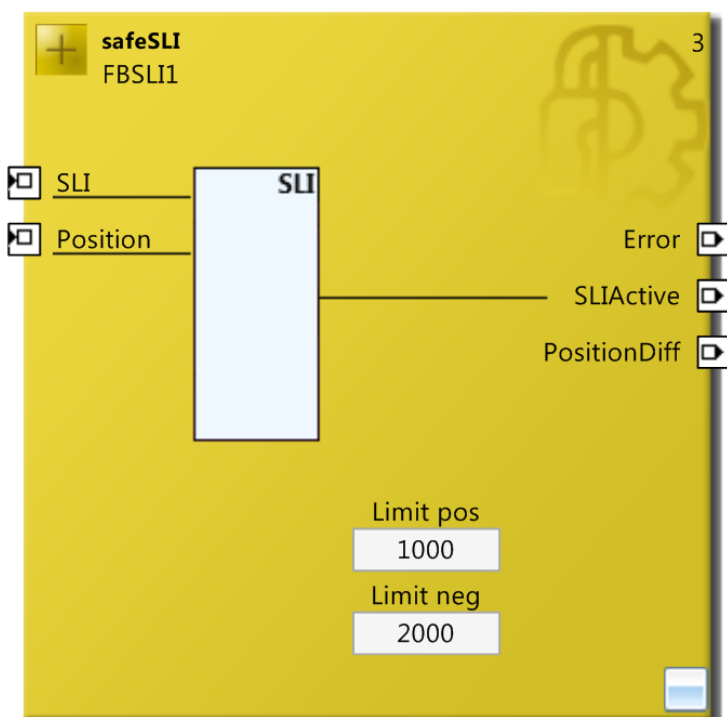 safeSLI
3
FBSLI1
SLI
SLI
Position
Error
SLIActive
PositionDiff
Limit pos
1000
Limit neg
2000